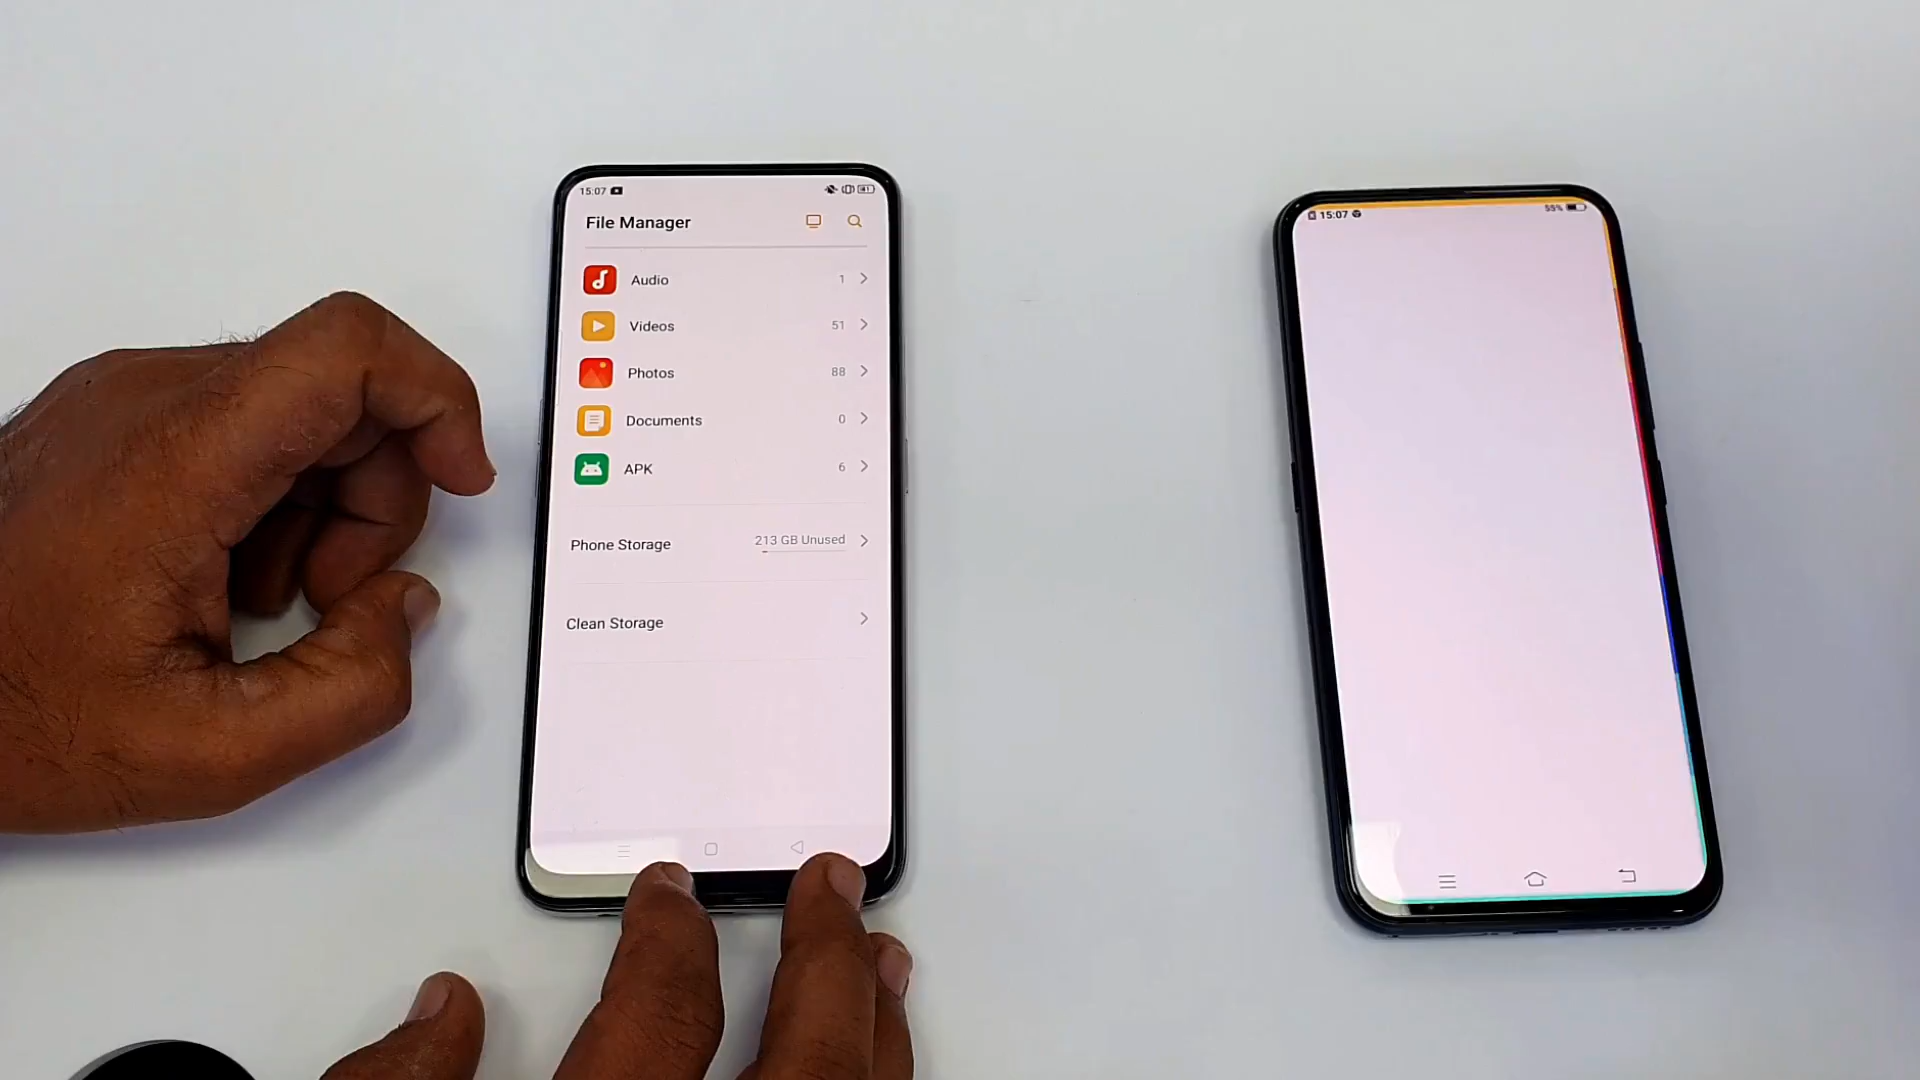 15:07
File Manager
Audio 1
Videos 51
Photos 88
Documents 0
APK 6
Phone Storage 213 GB Unused
Clean Storage
15:07 55%